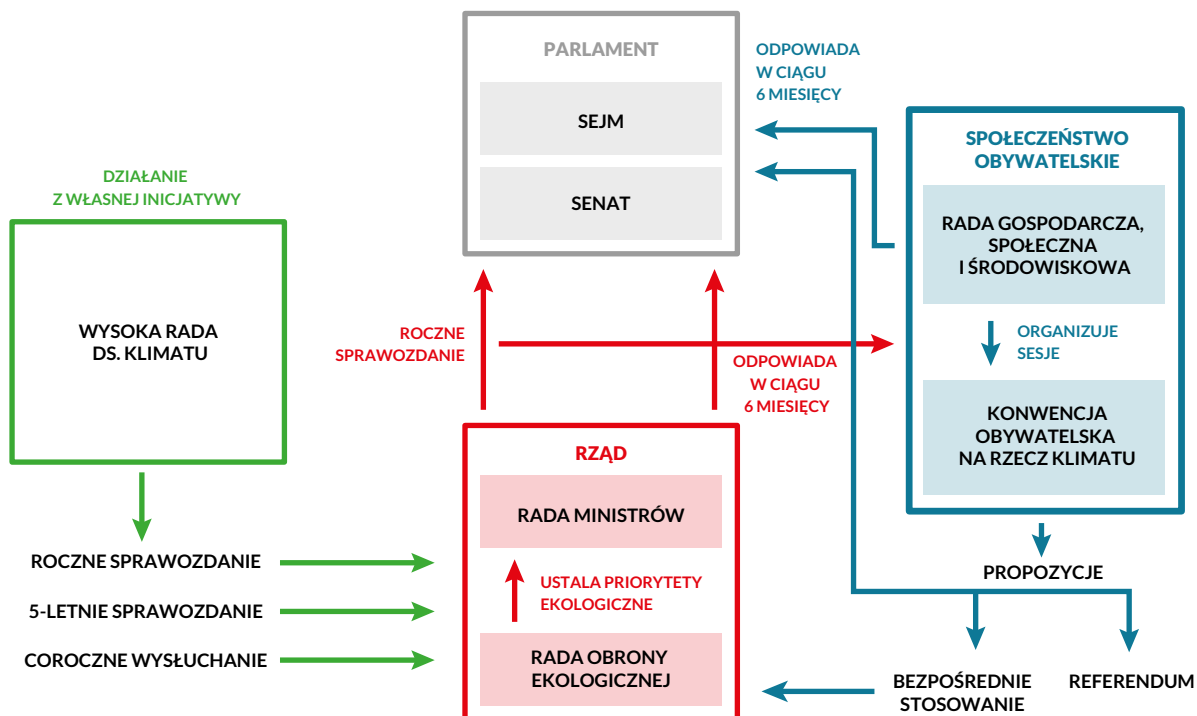 PARLAMENT
SEJM
SENAT
ODPOWIADA
W CIĄGU
6 MIESIĘCY
SPOŁECZEŃSTWO
OBYWATELSKIE
RADA GOSPODARCZA,
SPOŁECZNA
I ŚRODOWISKOWA
ORGANIZUJE
SESJE
KONWENCJA
OBYWATELSKA
NA RZECZ KLIMATU
DZIAŁANIE
Z WŁASNEJ INICJATYWY
WYSOKA RADA
DS. KLIMATU
ROCZNE
SPRAWOZDANIE
ODPOWIADA
W CIĄGU
6 MIESIĘCY
RZĄD
RADA MINISTRÓW
USTALA PRIORYTETY
EKOLOGICZNE
RADA OBRONY
EKOLOGICZNEJ
ROCZNE SPRAWOZDANIE
5-LETNIE SPRAWOZDANIE
COROCZNE WYSŁUCHANIE
PROPOZYCJE
BEZPOŚREDNIE
STOSOWANIE
REFERENDUM